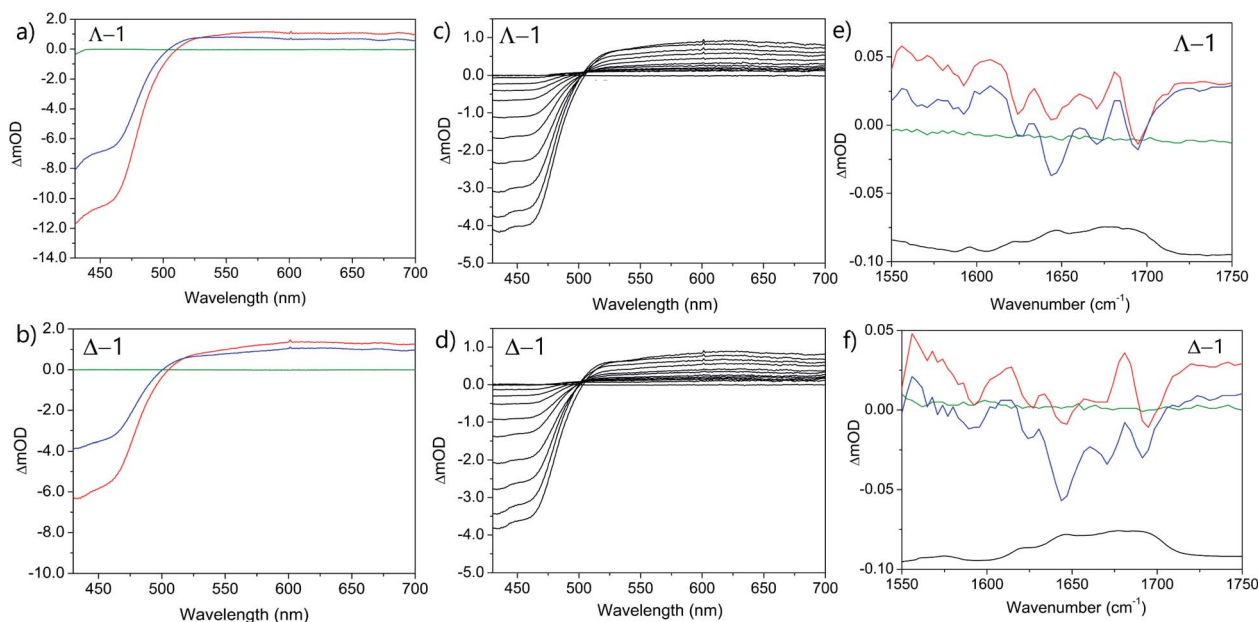 a)
Λ–1
2.0
0.0
2.0
-4.0
-6.0
-8.0
-10.0
-12.0
-14.0
ΔmOD
450 500 550 600 650 700
Wavelength (nm)
c)
Λ–1
1.0
0.0
1.0
-2.0
-3.0
-4.0
5.0
ΔmOD
450 500 550 600 650 700
Wavelength (nm)
e)
Λ–1
0.05
0.00
-0.05
-0.10
ΔmOD
1550 1600 1650 1700 1750
Wavenumber (cm⁻¹)
b)
Δ–1
2.0
0.0
-2.0
-4.0
-6.0
-8.0
-10.0
ΔmOD
450 500 550 600 650 700
Wavelength (nm)
d)
Δ–1
1.0
0.0
1.0
-2.0
-3.0
-4.0
5.0
ΔmOD
450 500 550 600 650 700
Wavelength (nm)
f)
Δ–1
0.05
0.00
-0.05
-0.10
ΔmOD
1550 1600 1650 1700 1750
Wavenumber (cm⁻¹)